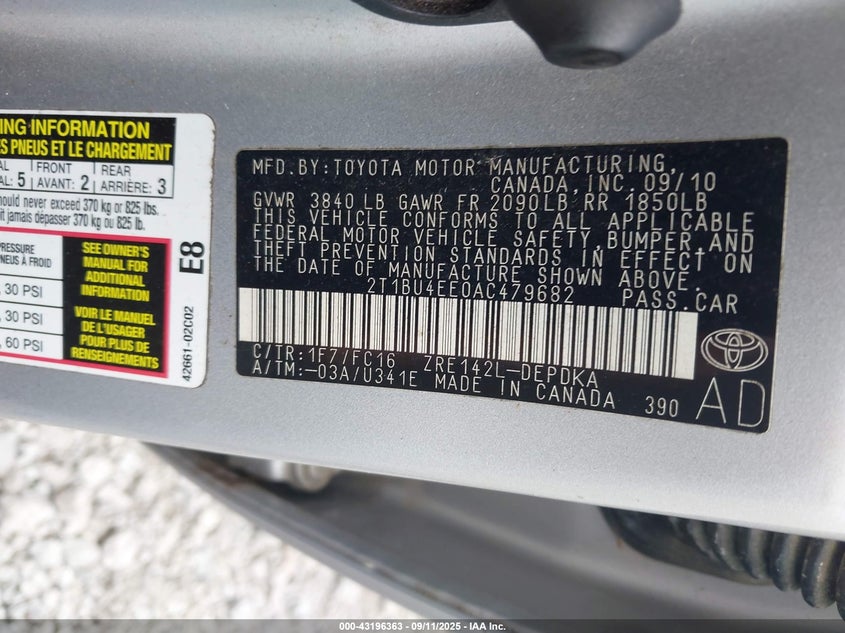 NG INFORMATION
ES PNEUS ET LE CHARGEMENT
AL : 5 FRONT AVANT: 2 REAR ARRIÈRE: 3
hould never exceed 370 kg or 825 lbs.
it jamais dépasser 370 kg ou 825 lb.
PRESSURE
NEUS À FROID
, 30 PSI
, 30 PSI
, 60 PSI
SEE OWNER'S
MANUAL FOR
ADDITIONAL
INFORMATION
VOIR LE MANUEL
DE L'USAGER
POUR PLUS DE
RENSEIGNEMENTS
E8
42661-02C02
MFD.BY:TOYOTA MOTOR MANUFACTURING,
CANADA, INC. 09/10
GVWR 3840 LB GAWR FR 2090LB RR 1850LB
THIS VEHICLE CONFORMS TO ALL APPLICABLE
FEDERAL MOTOR VEHICLE SAFETY, BUMPER, AND
THEFT PREVENTION STANDARDS IN EFFECT ON
THE DATE OF MANUFACTURE SHOWN ABOVE.
2T1BU4EE0AC479682 PASS.CAR
C/TR:1F7/FC16 ZRE142L-DEPDKA
A/TM:-03A/U341E MADE IN CANADA 390
AD
000-43196363 - 09/11/2025 - IAA Inc.